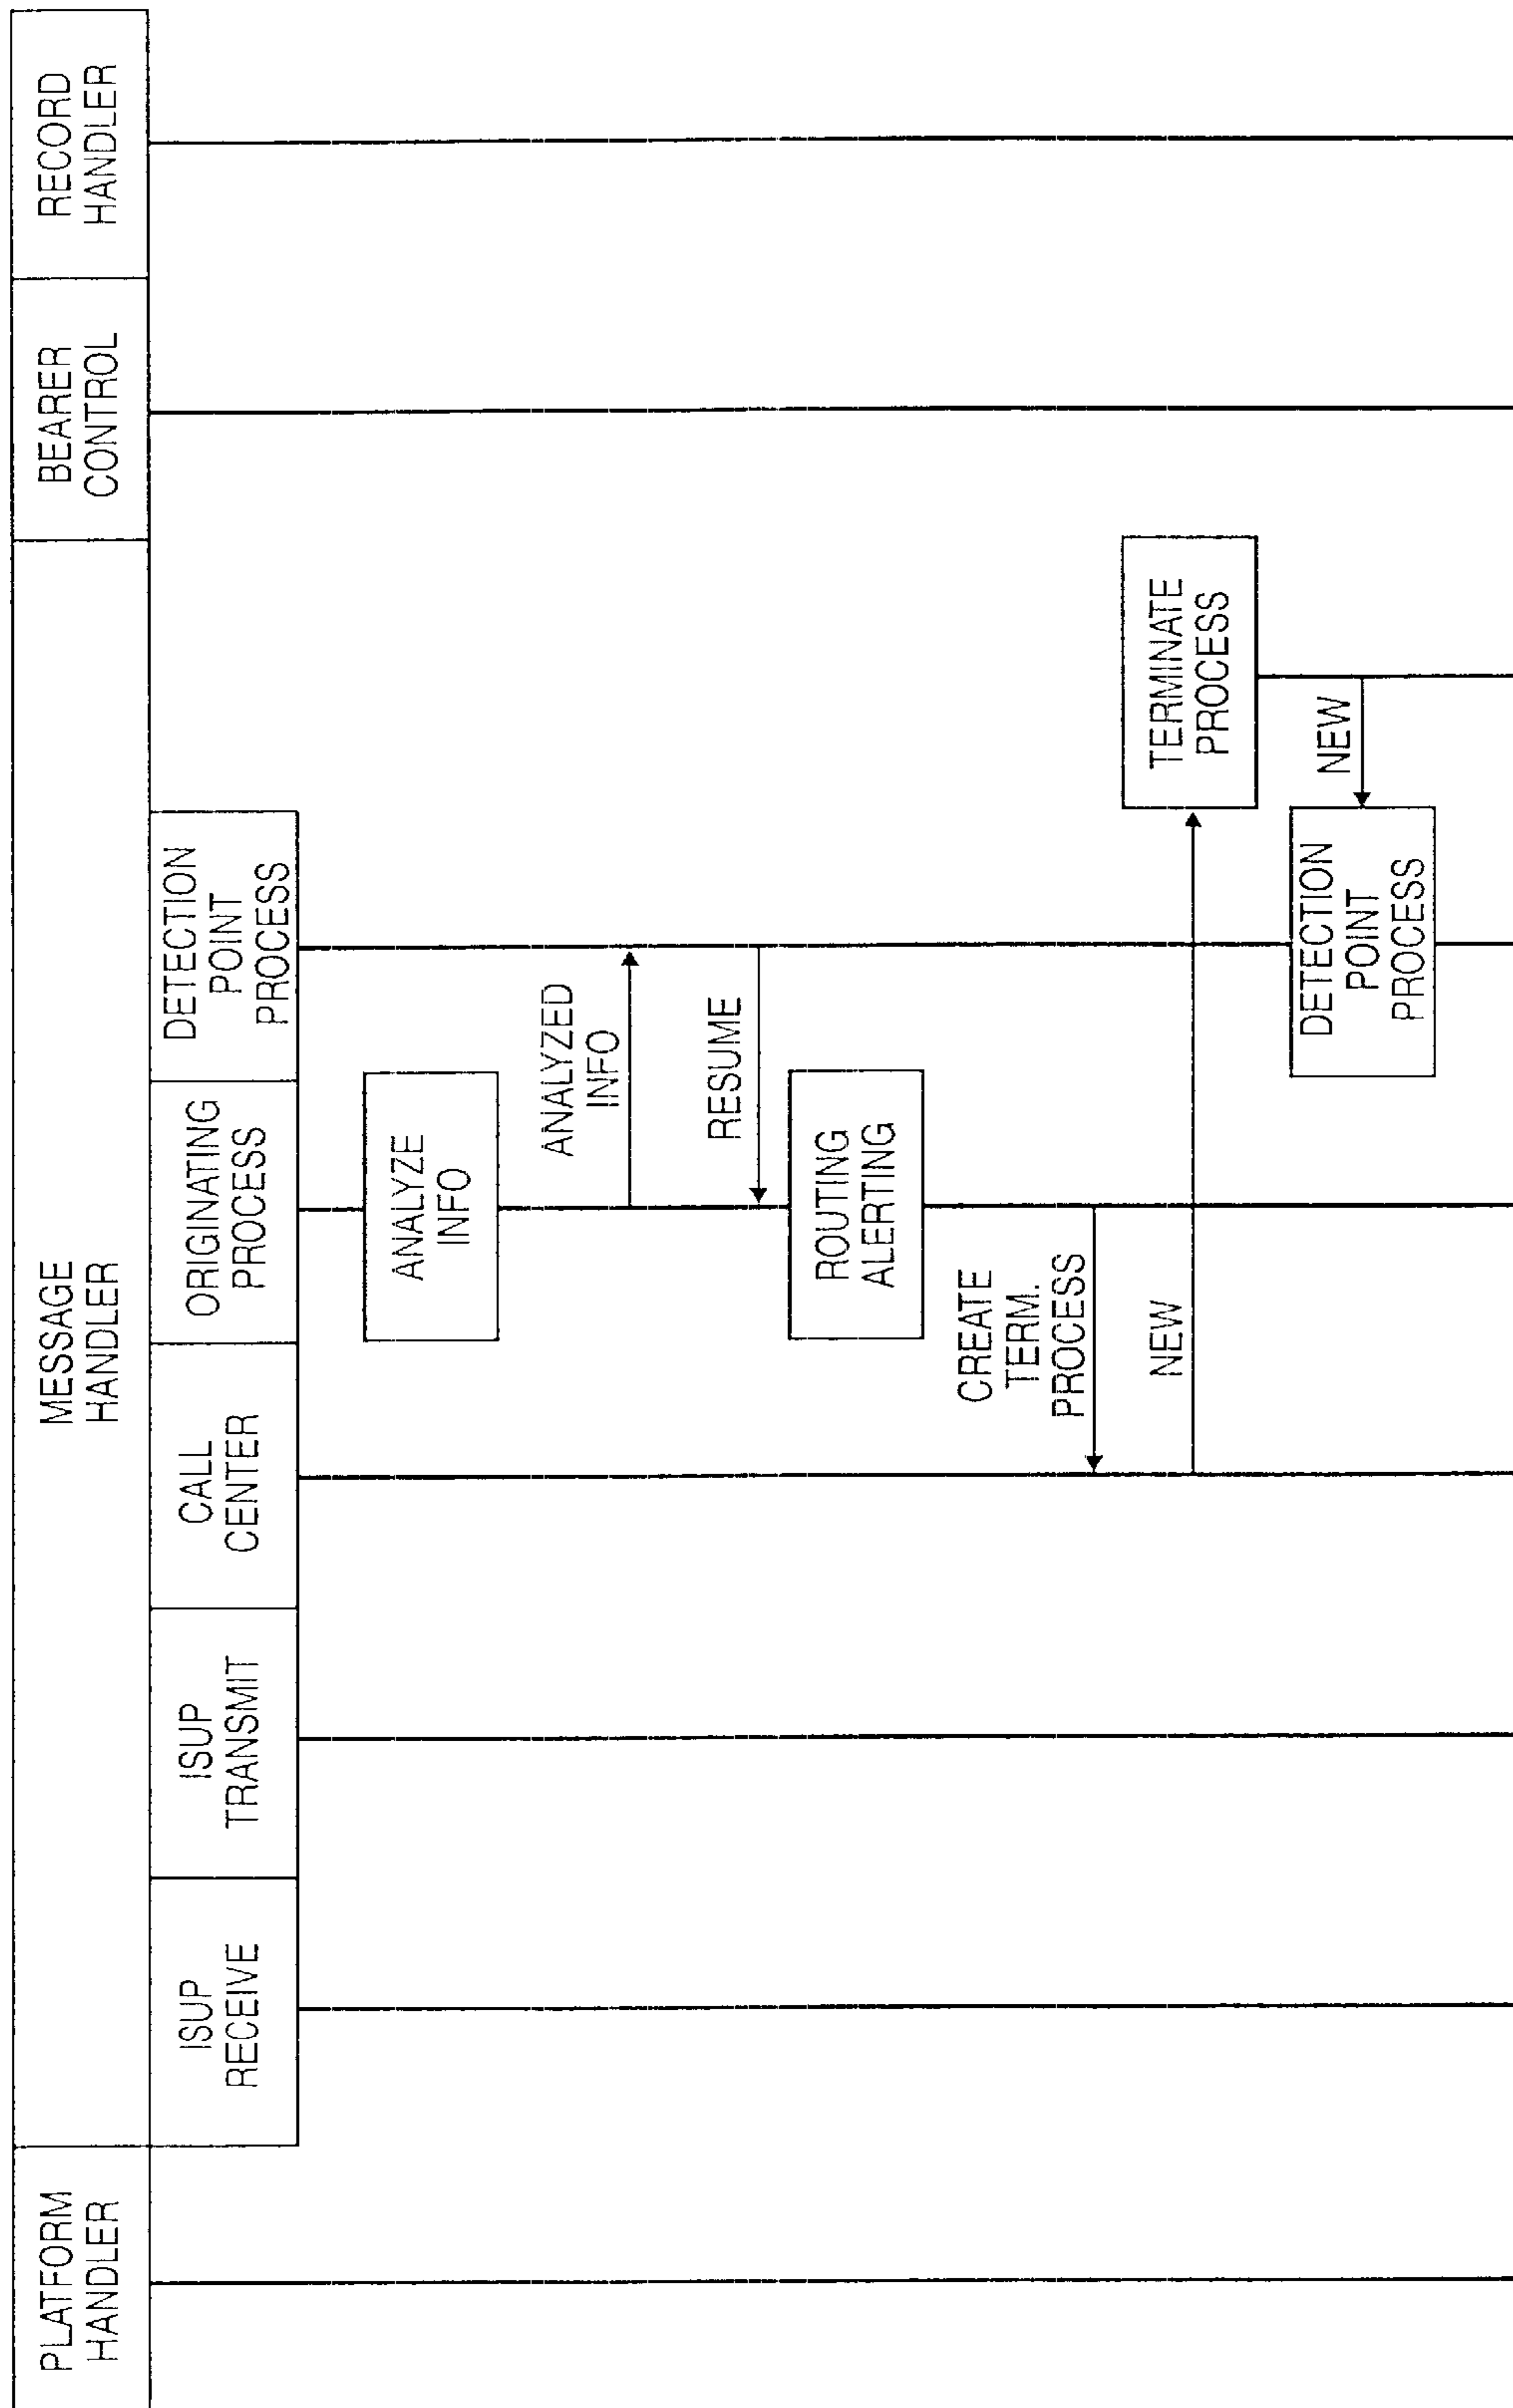 PLATFORM
HANDLER
MESSAGE
HANDLER
BEARER
CONTROL
RECORD
HANDLER
ISUP
RECEIVE
ISUP
TRANSMIT
CALL
CENTER
ORIGINATING
PROCESS
DETECTION
POINT
PROCESS
ANALYZE
INFO
ANALYZED
INFO
RESUME
ROUTING
ALERTING
CREATE
TERM.
PROCESS
NEW
TERMINATE
PROCESS
NEW
DETECTION
POINT
PROCESS